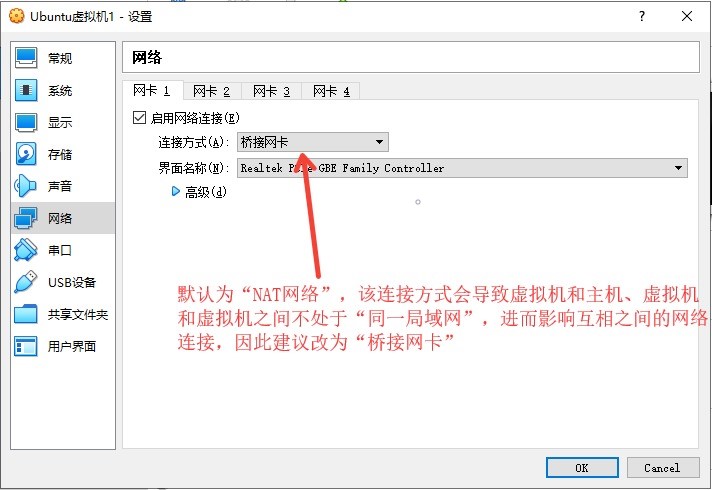 Ubuntu虚拟机1 - 设置
?
常规
系统
显示
存储
声音
网络
串口
USB设备
共享文件夹
用户界面
网络
网卡 1
网卡 2
网卡 3
网卡 4
启用网络连接(E)
连接方式(A):
桥接网卡
界面名称(N):
Realtek GBE Family Controller
高级(d)
默认为“NAT网络”，该连接方式会导致虚拟机和主机、虚拟机
和虚拟机之间不处于“同一局域网”，进而影响互相之间的网络
连接，因此建议改为“桥接网卡”
OK
Cancel